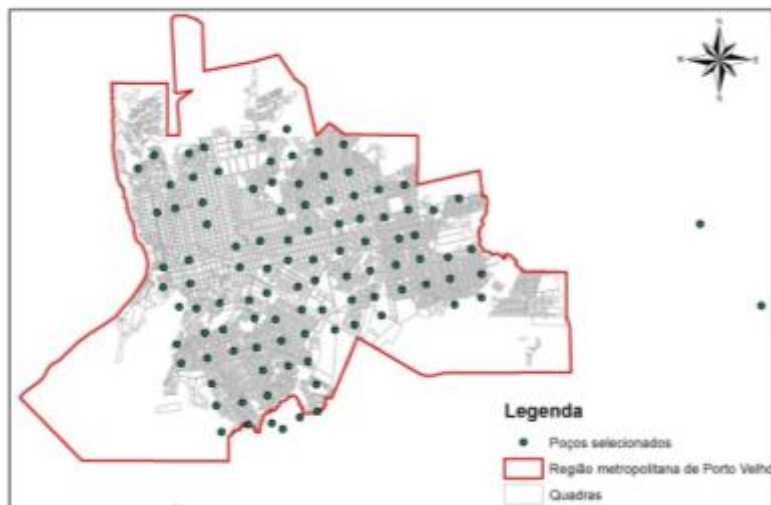 N
W
E
S
Legenda
Poços selecionados
Região metropolitana de Porto Velho
Quadras